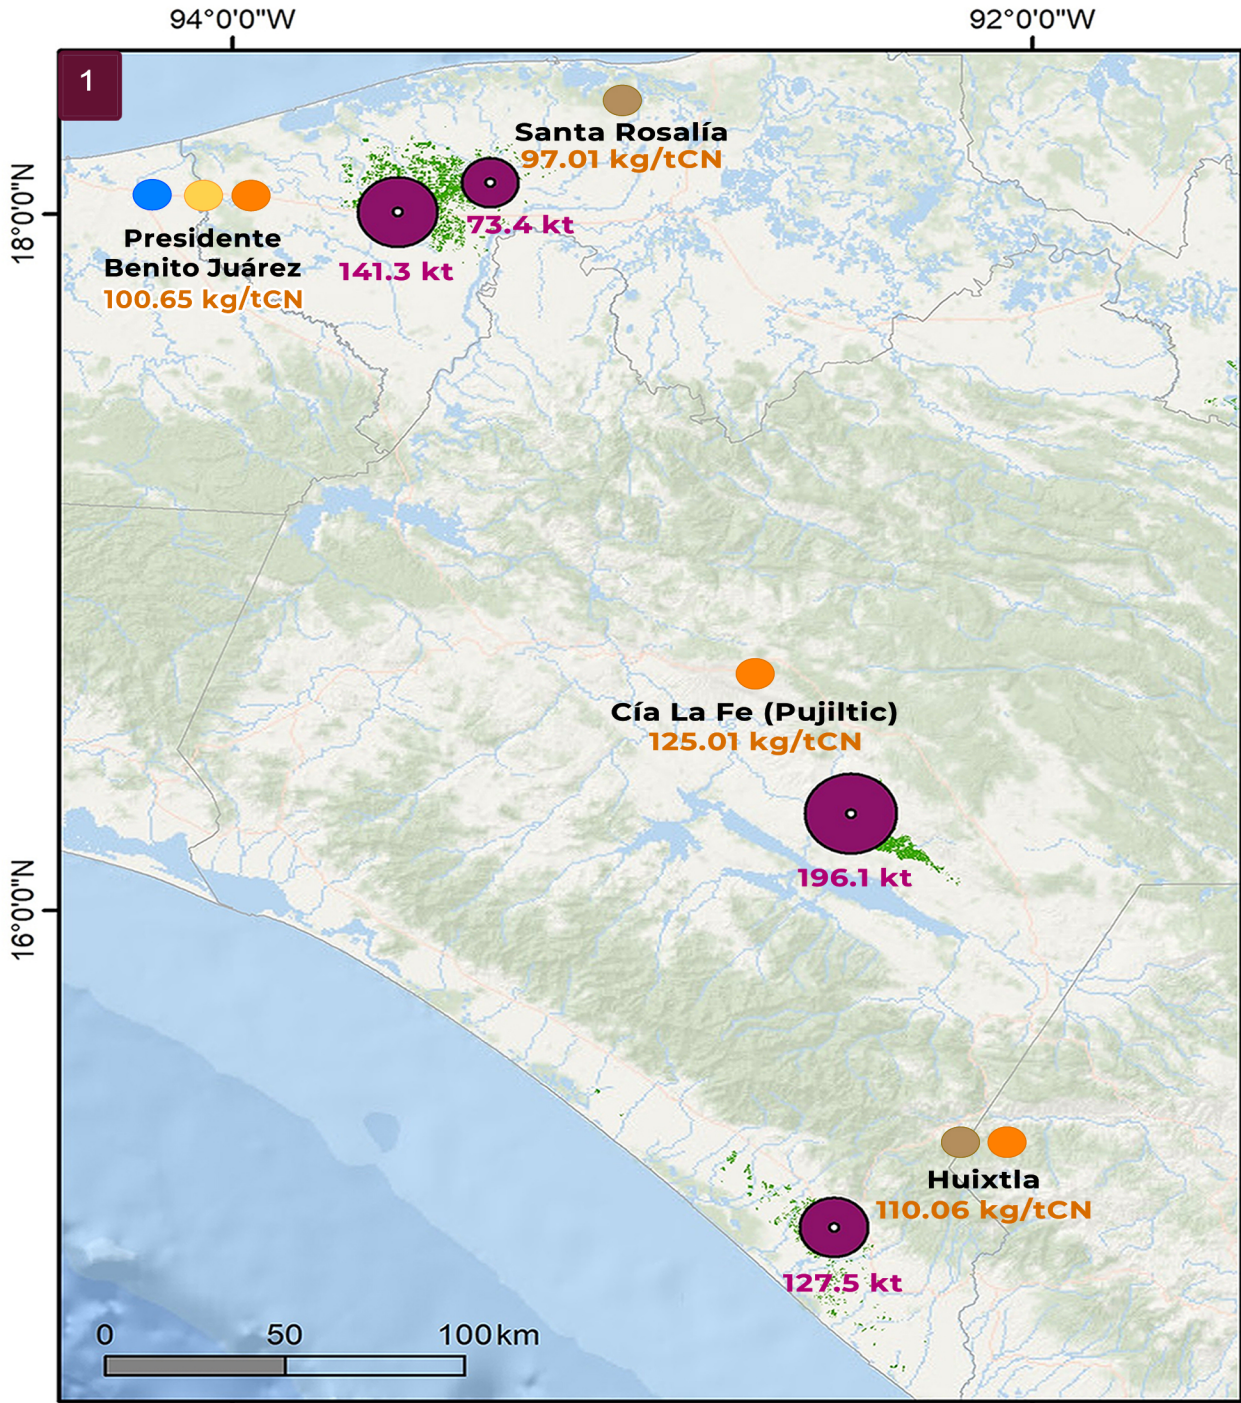 94°0'0"W
92°0'0"W
1
Santa Rosalía
97.01 kg/tCN
18°0'0"N
73.4 kt
Presidente
Benito Juárez
100.65 kg/tCN
141.3 kt
Cía La Fe (Pujiltic)
125.01 kg/tCN
196.1 kt
16°0'0"N
Huixtla
110.06 kg/tCN
127.5 kt
0 50 100 km